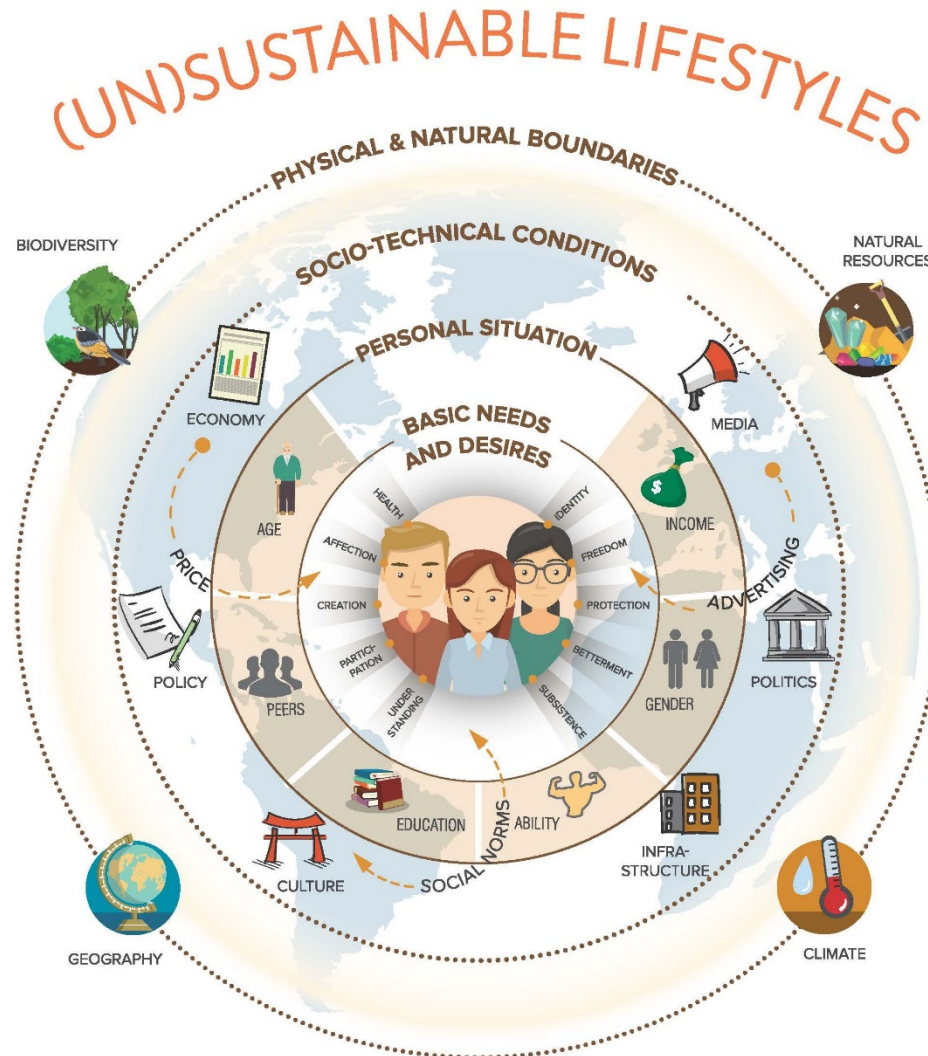 (UN)SUSTAINABLE LIFESTYLES
PHYSICAL & NATURAL BOUNDARIES
BIODIVERSITY
NATURAL
RESOURCES
SOCIO-TECHNICAL CONDITIONS
PERSONAL SITUATION
ECONOMY
MEDIA
BASIC NEEDS
AND DESIRES
AGE
$
INCOME
HEALTH
AFFECTION
CREATION
PARTICI-
PATION
UNDER
STANDING
IDENTITY
FREEDOM
PROTECTION
BETTERMENT
SUBSISTENCE
PRICE
ADVERTISING
POLICY
PEERS
GENDER
POLITICS
EDUCATION
ABILITY
CULTURE
SOCIAL NORMS
INFRA-
STRUCTURE
GEOGRAPHY
CLIMATE